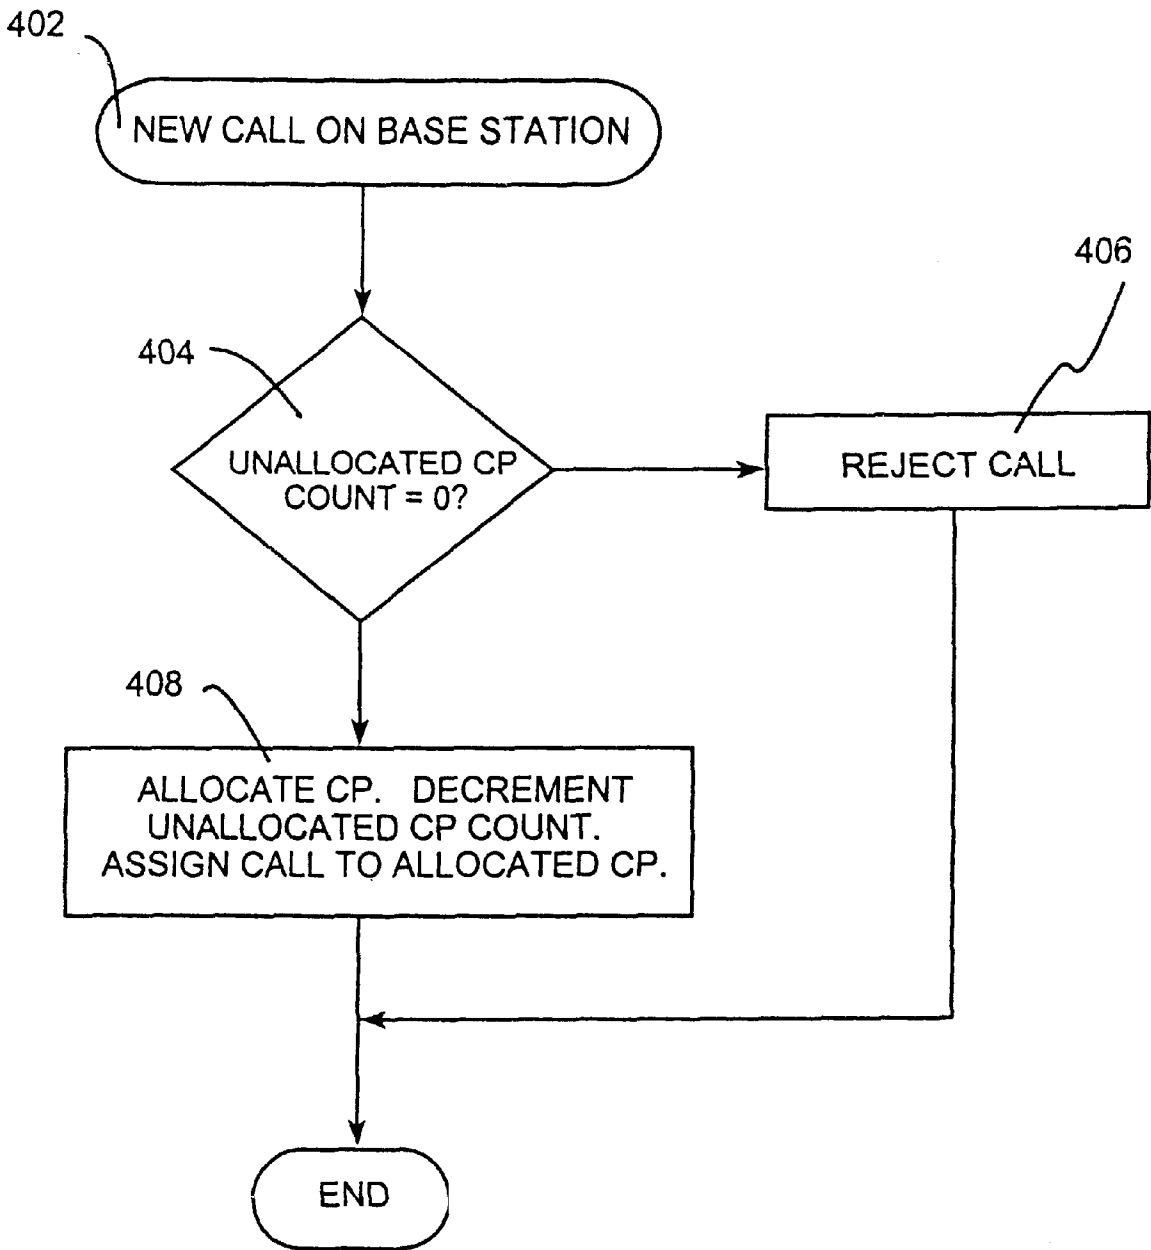 402
NEW CALL ON BASE STATION
406
404
UNALLOCATED CP
COUNT = 0?
REJECT CALL
408
ALLOCATE CP. DECREMENT
UNALLOCATED CP COUNT.
ASSIGN CALL TO ALLOCATED CP.
END